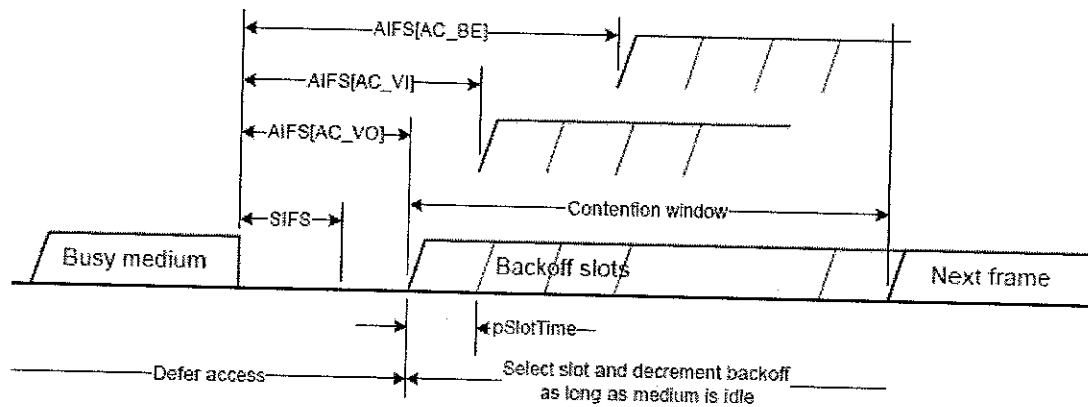 AIFS[AC_BE]
AIFS[AC_VI]
AIFS[AC_VO]
SIFS
Contention window
Busy medium
Backoff slots
Next frame
pSlotTime
Defer access
Select slot and decrement backoff
as long as medium is idle